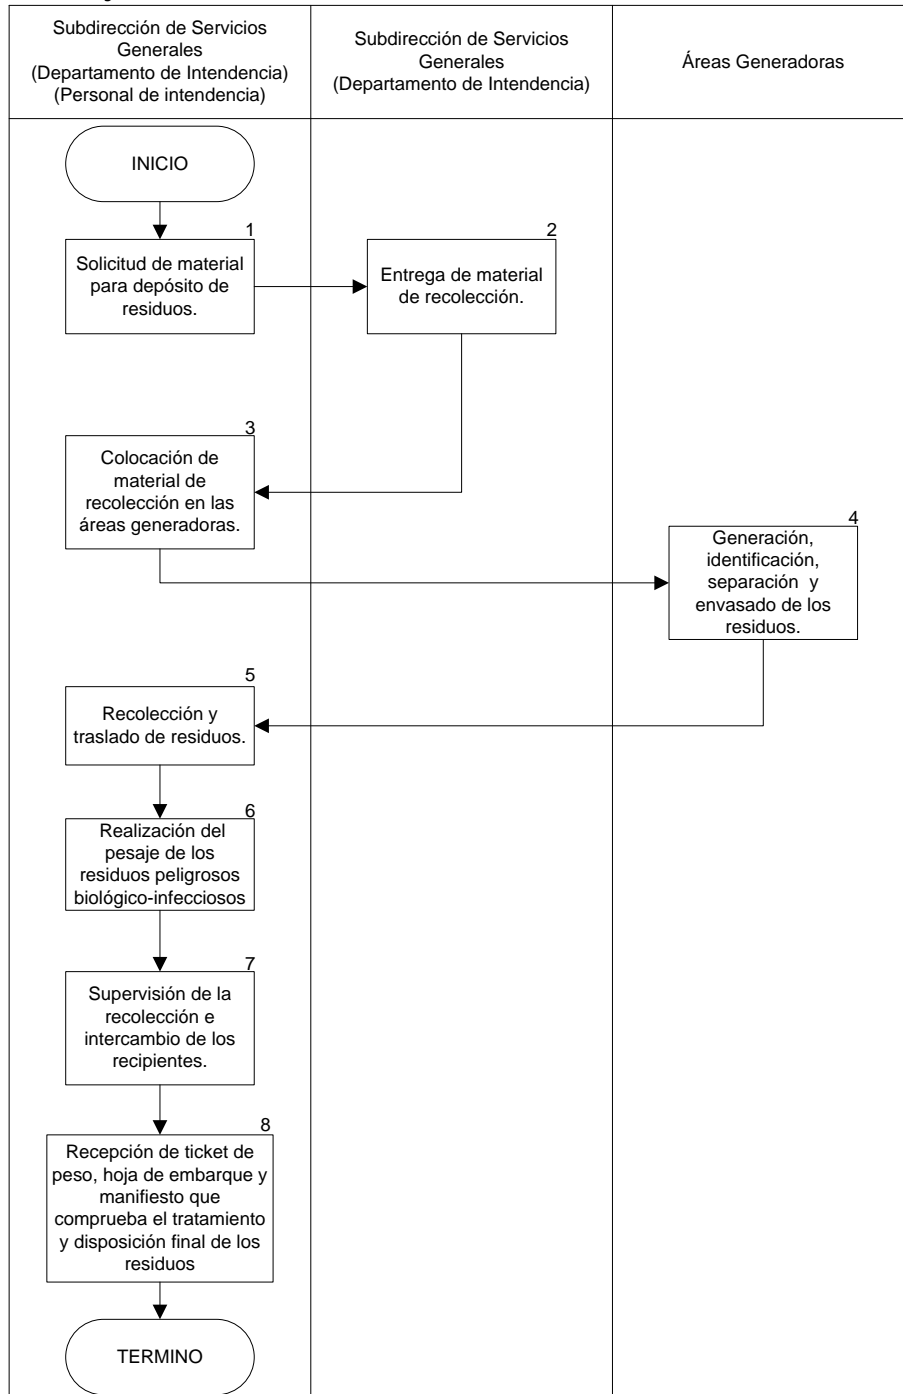 Subdirección de Servicios
Generales
(Departamento de Intendencia)
(Personal de intendencia)
Subdirección de Servicios
Generales
(Departamento de Intendencia)
Áreas Generadoras
INICIO
1
Solicitud de material
para depósito de
residuos.
2
Entrega de material
de recolección.
3
Colocación de
material de
recolección en las
áreas generadoras.
4
Generación,
identificación,
separación y
envasado de los
residuos.
5
Recolección y
traslado de residuos.
6
Realización del
pesaje de los
residuos peligrosos
biológico-infecciosos
7
Supervisión de la
recolección e
intercambio de los
recipientes.
8
Recepción de ticket de
peso, hoja de embarque y
manifiesto que
comprueba el tratamiento
y disposición final de los
residuos
TERMINO